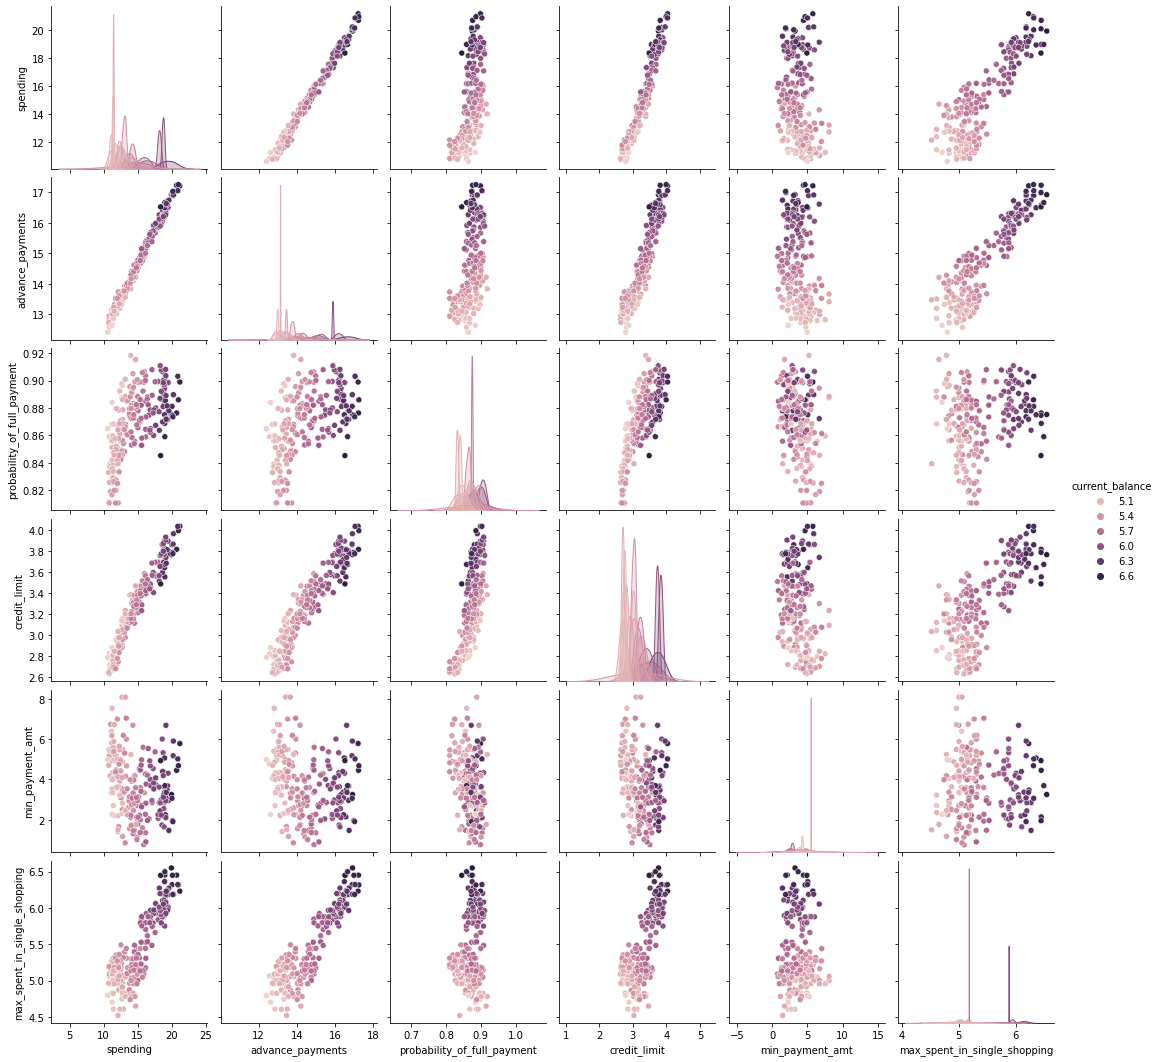 20
18
16
14
12
spending
17
16
15
14
13
advance_payments
0.92
0.90
0.88
0.86
0.84
0.82
probability_of_full_payment
4.0
3.8
3.6
3.4
3.2
3.0
2.8
2.6
credit_limit
current_balance
5.1
5.4
5.7
6.0
6.3
6.6
8
6
4
2
min_payment_amt
6.5
6.0
5.5
5.0
4.5
max_spent_in_single_shopping
5 10 15 20 25
12 14 16 18
0.7 0.8 0.9 1.0
1 2 3 4 5
−5 0 5 10 15
4 5 6
spending
advance_payments
probability_of_full_payment
credit_limit
min_payment_amt
max_spent_in_single_shopping